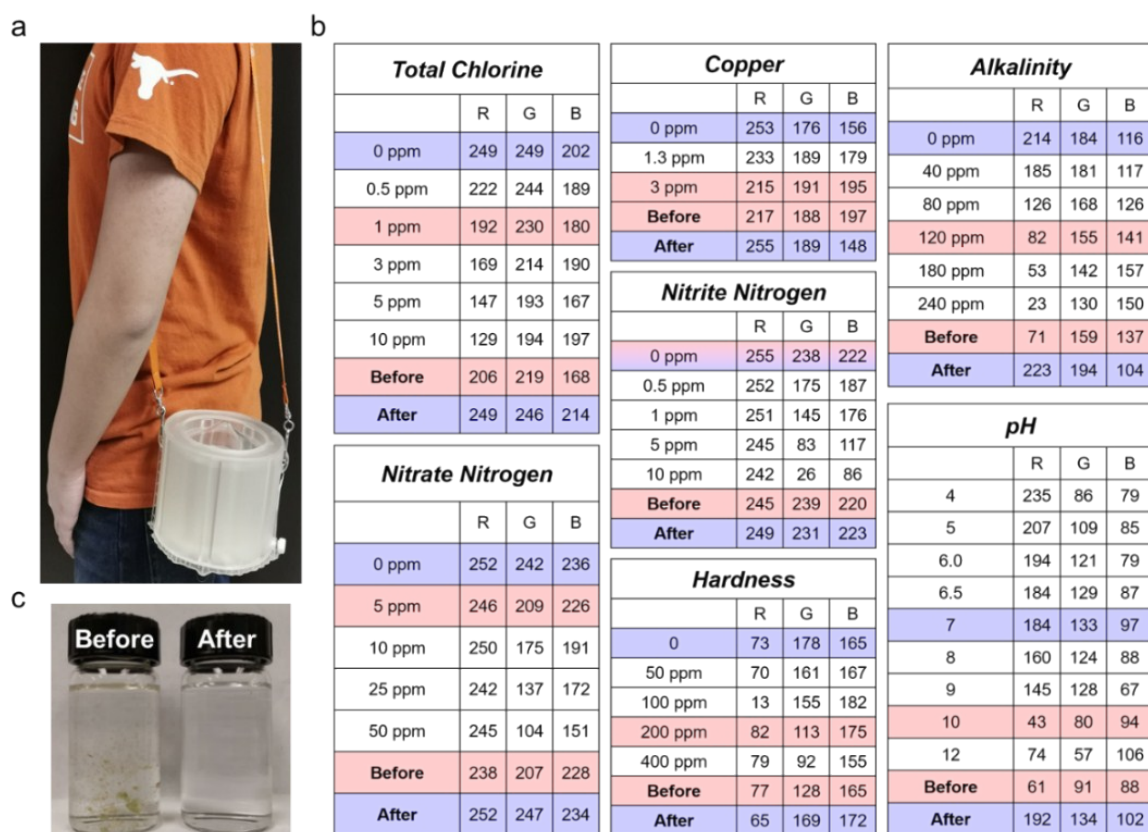 a
b
Total Chlorine
R G B
0 ppm 249 249 202
0.5 ppm 222 244 189
1 ppm 192 230 180
3 ppm 169 214 190
5 ppm 147 193 167
10 ppm 129 194 197
Before 206 219 168
After 249 246 214
Nitrate Nitrogen
R G B
0 ppm 252 242 236
5 ppm 246 209 226
10 ppm 250 175 191
25 ppm 242 137 172
50 ppm 245 104 151
Before 238 207 228
After 252 247 234
Copper
R G B
0 ppm 253 176 156
1.3 ppm 233 189 179
3 ppm 215 191 195
Before 217 188 197
After 255 189 148
Nitrite Nitrogen
R G B
0 ppm 255 238 222
0.5 ppm 252 175 187
1 ppm 251 145 176
5 ppm 245 83 117
10 ppm 242 26 86
Before 245 239 220
After 249 231 223
Hardness
R G B
0 73 178 165
50 ppm 70 161 167
100 ppm 13 155 182
200 ppm 82 113 175
400 ppm 79 92 155
Before 77 128 165
After 65 169 172
Alkalinity
R G B
0 ppm 214 184 116
40 ppm 185 181 117
80 ppm 126 168 126
120 ppm 82 155 141
180 ppm 53 142 157
240 ppm 23 130 150
Before 71 159 137
After 223 194 104
pH
R G B
4 235 86 79
5 207 109 85
6.0 194 121 79
6.5 184 129 87
7 184 133 97
8 160 124 88
9 145 128 67
10 43 80 94
12 74 57 106
Before 61 91 88
After 192 134 102
c
Before After